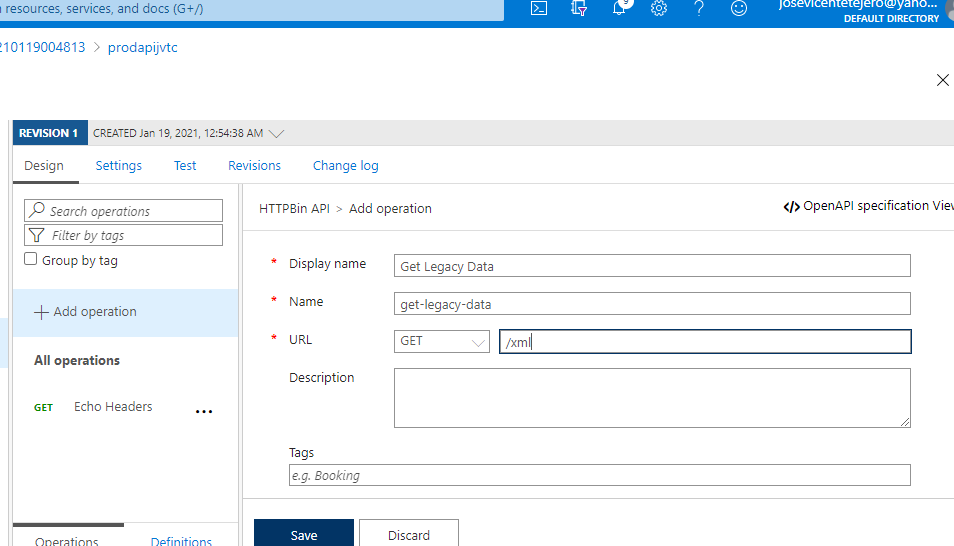 resources, services, and docs (G+/)
9
josevicentetejero@yaho...
DEFAULT DIRECTORY
210119004813 > prodapijvtc
REVISION 1 CREATED Jan 19, 2021, 12:54:38 AM
Design Settings Test Revisions Change log
Search operations
Filter by tags
Group by tag
+ Add operation
All operations
GET Echo Headers ...
Operations Definitions
HTTPBin API > Add operation
</> OpenAPI specification View
* Display name Get Legacy Data
* Name get-legacy-data
* URL GET /xml
Description
Tags
e.g. Booking
Save Discard